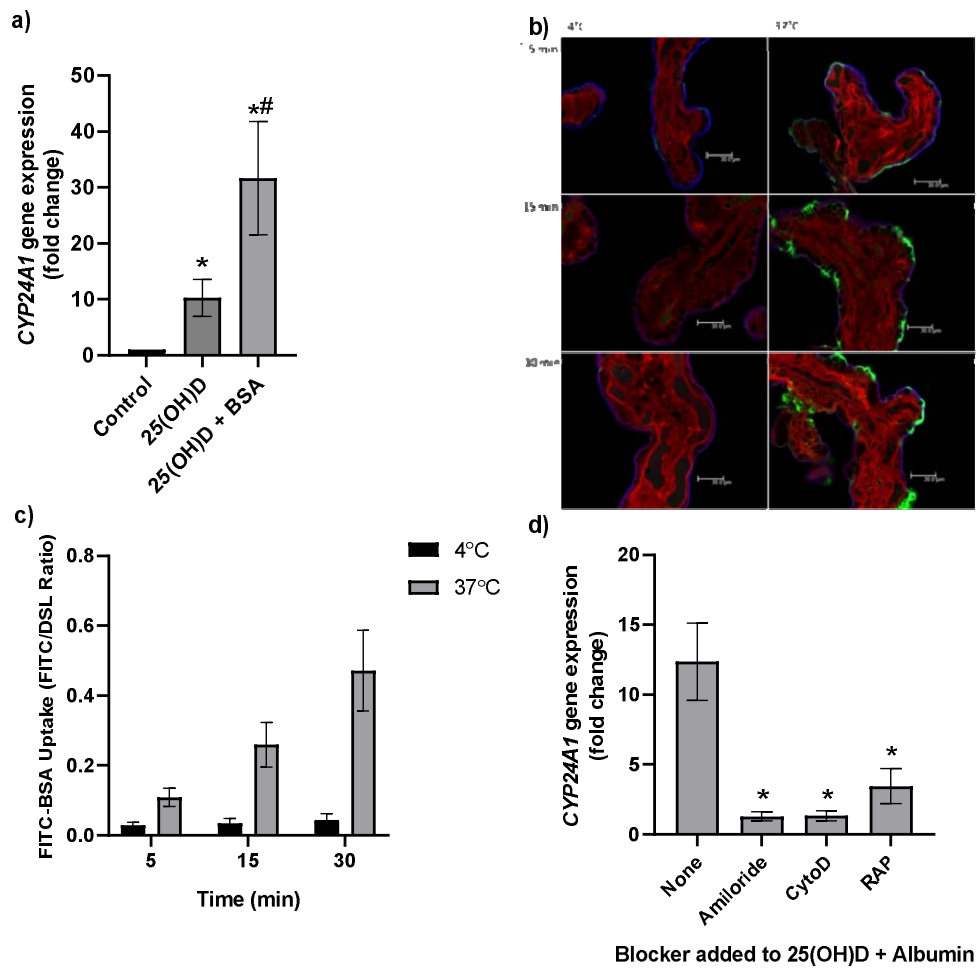 a)
50
40
30
20
10
0
CYP24A1 gene expression
(fold change)
*
*#
Control
25(OH)D
25(OH)D + BSA
b)
4°C
37°C
15 min
c)
0.8
0.6
0.4
0.2
0.0
FITC-BSA Uptake (FITC/DSL Ratio)
5
15
30
Time (min)
4°C
37°C
d)
20
15
10
5
0
CYP24A1 gene expression
(fold change)
*
*
*
None
Amiloride
CytoD
RAP
Blocker added to 25(OH)D + Albumin